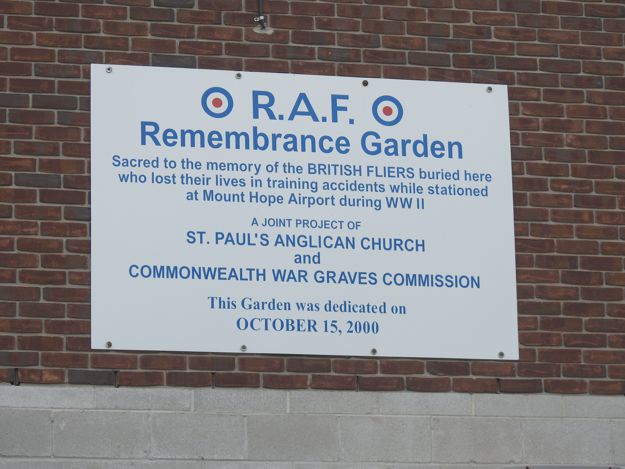 R.A.F.
Remembrance Garden
Sacred to the memory of the BRITISH FLIERS buried here
who lost their lives in training accidents while stationed
at Mount Hope Airport during WW II
A JOINT PROJECT OF
ST. PAUL'S ANGLICAN CHURCH
and
COMMONWEALTH WAR GRAVES COMMISSION
This Garden was dedicated on
OCTOBER 15, 2000